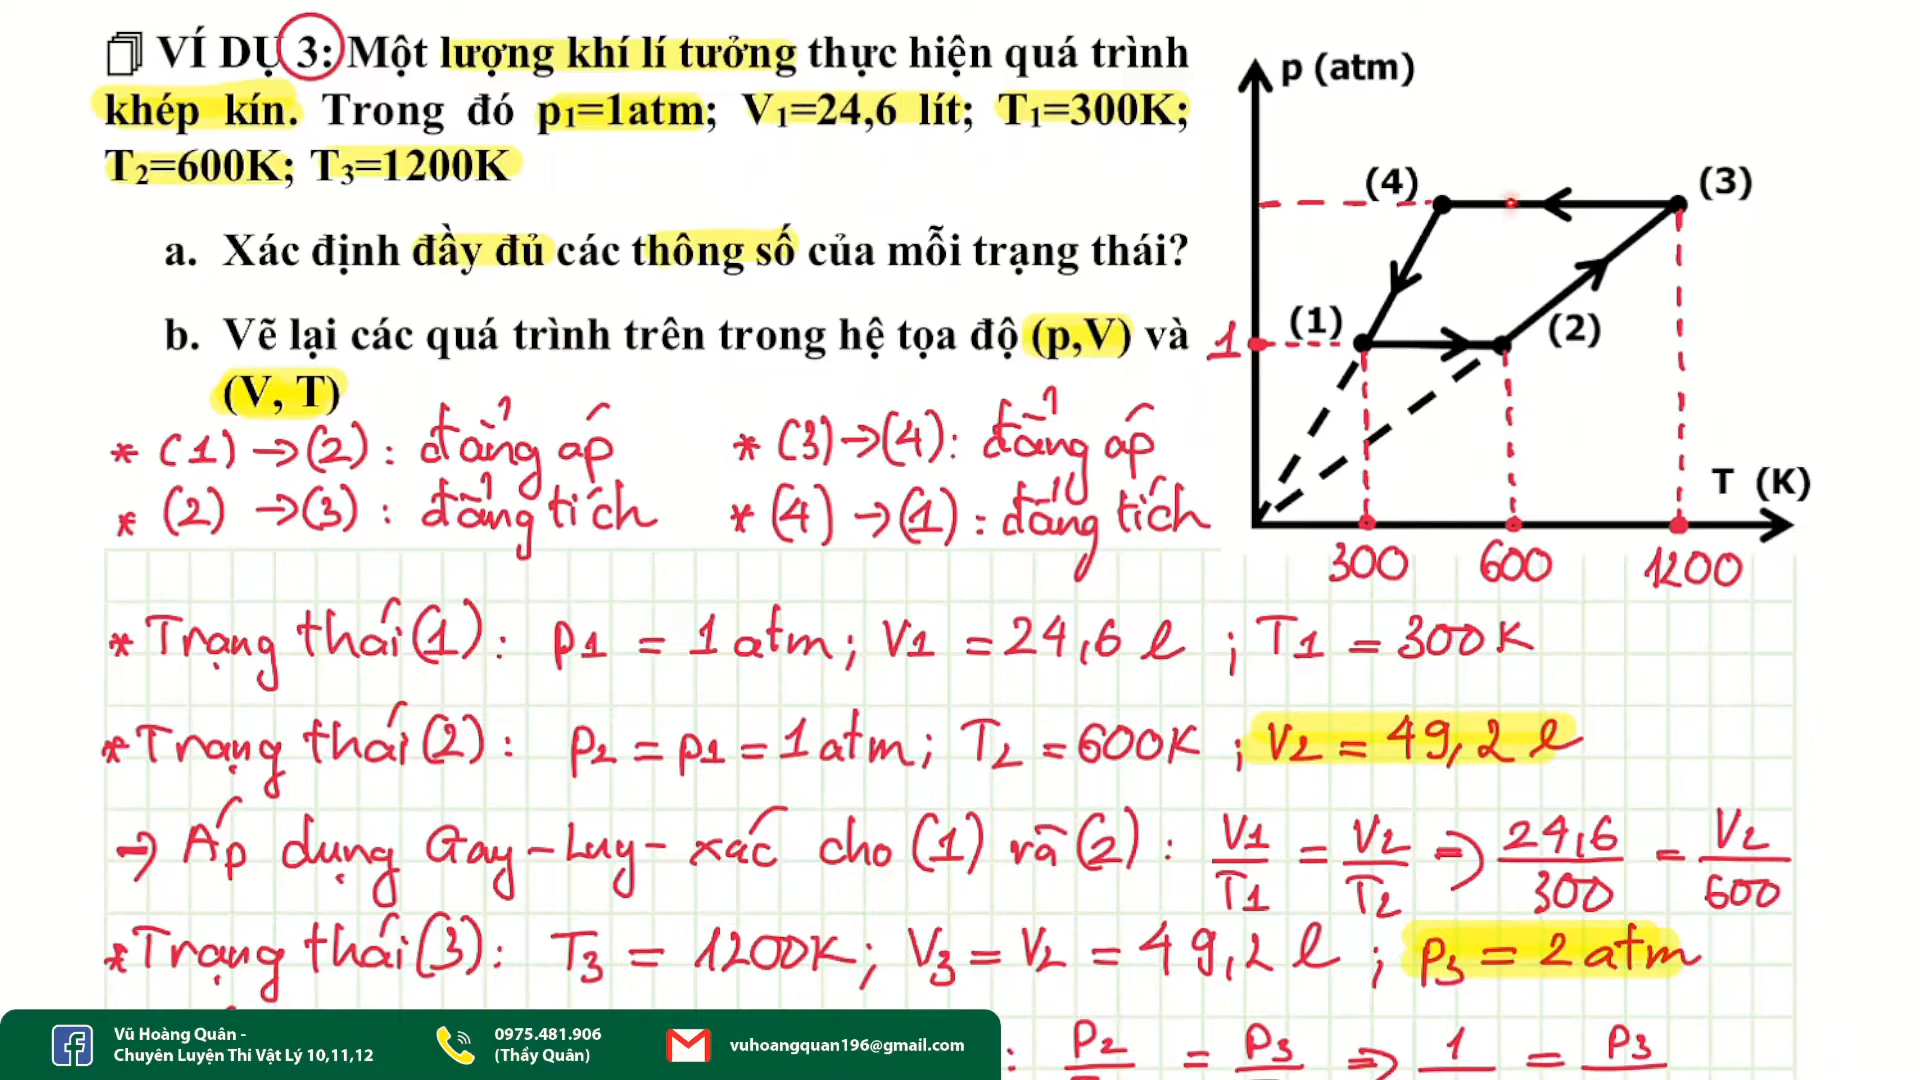 VÍ DỤ 3: Một lượng khí lí tưởng thực hiện quá trình
khép kín. Trong đó p₁=1atm; V₁=24,6 lít; T₁=300K;
T₂=600K; T₃=1200K
a. Xác định đầy đủ các thông số của mỗi trạng thái?
b. Vẽ lại các quá trình trên trong hệ tọa độ (p,V) và
(V, T)
p (atm)
(4)
(3)
(1)
(2)
1
T (K)
300
600
1200
* (1) → (2) : đẳng áp
* (2) → (3) : đẳng tích
* (3) → (4) : đẳng áp
* (4) → (1) : đẳng tích
* Trạng thái (1) : p1 = 1 atm ; V1 = 24,6 l ; T1 = 300K
* Trạng thái (2) : p2 = p1 = 1 atm ; T2 = 600K ; V2 = 49,2 l
→ Áp dụng Gay-Luy-xác cho (1) và (2) : V1/T1 = V2/T2 ⇒ 24,6/300 = V2/600
* Trạng thái (3) : T3 = 1200K ; V3 = V2 = 49,2 l ; p3 = 2 atm
: P2 = P3 ⇒ 1 = P3
Vũ Hoàng Quân -
Chuyên Luyện Thi Vật Lý 10,11,12
0975.481.906
(Thầy Quân)
vuhoangquan196@gmail.com